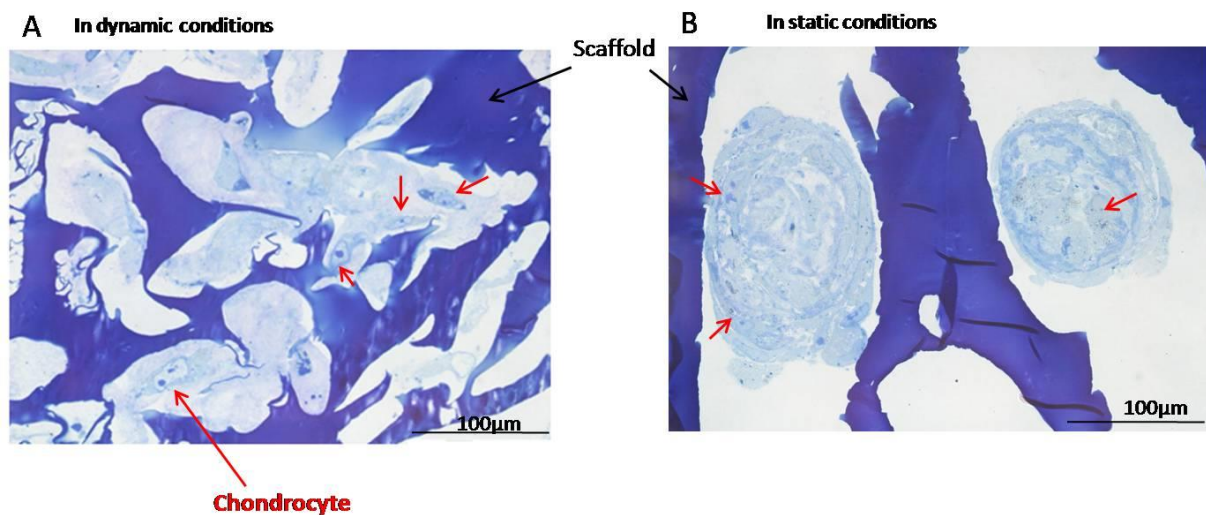 A
In dynamic conditions
Scaffold
B
In static conditions
100μm
100μm
Chondrocyte